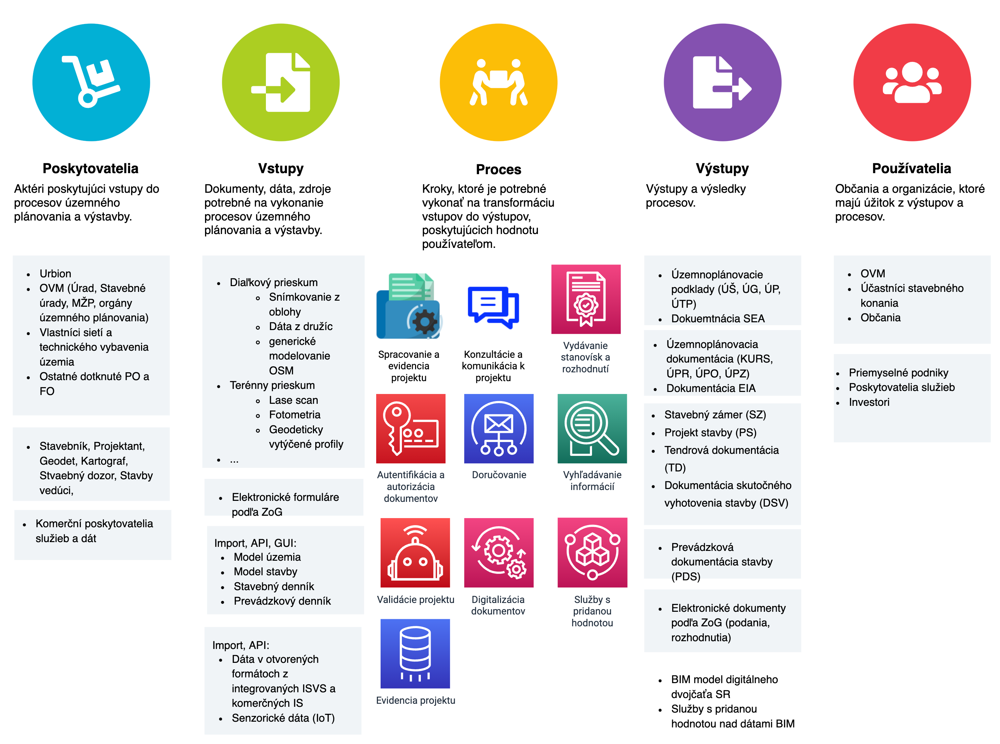 Poskytovatelia
Aktéri poskytujúci vstupy do
procesov územného
plánovania a výstavby.
Urbion
OVM (Úrad, Stavebné
úrady, MŽP, orgány
územného plánovania)
Vlastníci sietí a
technického vybavenia
územia
Ostatné dotknuté PO a
FO
Stavebník, Projektant,
Geodet, Kartograf,
Stvaebný dozor, Stavby
vedúci,
Komerční poskytovatelia
služieb a dát
Vstupy
Dokumenty, dáta, zdroje
potrebné na vykonanie
procesov územného
plánovania a výstavby.
Diaľkový prieskum
Snímkovanie z
oblohy
Dáta z družíc
generické
modelovanie
OSM
Terénny prieskum
Lase scan
Fotometria
Geodeticky
vytýčené profily
...
Elektronické formuláre
podľa ZoG
Import, API, GUI:
Model územia
Model stavby
Stavebný denník
Prevádzkový denník
Import, API:
Dáta v otvorených
formátoch z
integrovaných ISVS a
komerčných IS
Senzorické dáta (IoT)
Proces
Kroky, ktoré je potrebné
vykonať na transformáciu
vstupov do výstupov,
poskytujúcich hodnotu
používateľom.
Spracovanie a
evidencia
projektu
Konzultácie a
komunikácia k
projektu
Vydávanie
stanovísk a
rozhodnutí
Autentifikácia a
autorizácia
dokumentov
Doručovanie
Vyhľadávanie
informácií
Validácie projektu
Digitalizácia
dokumentov
Služby s
pridanou
hodnotou
Evidencia projektu
Výstupy
Výstupy a výsledky
procesov.
Územnoplánovacie
podklady (ÚŠ, ÚG, ÚP,
ÚTP)
Dokuemtnácia SEA
Územnoplánovacia
dokumentácia (KURS,
ÚPR, ÚPO, ÚPZ)
Dokumentácia EIA
Stavebný zámer (SZ)
Projekt stavby (PS)
Tendrová dokumentácia
(TD)
Dokumentácia skutočného
vyhotovenia stavby (DSV)
Prevádzková
dokumentácia stavby
(PDS)
Elektronické dokumenty
podľa ZoG (podania,
rozhodnutia)
BIM model digitálneho
dvojčaťa SR
Služby s pridanou
hodnotou nad dátami BIM
Používatelia
Občania a organizácie, ktoré
majú úžitok z výstupov a
procesov.
OVM
Účastníci stavebného
konania
Občania
Priemyselné podniky
Poskytovatelia služieb
Investori